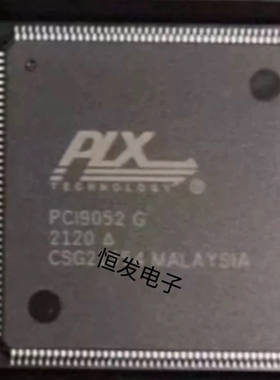 PLX
TECHNOLOGY ®
PCI9052 G
2120 Δ
MALAYSIA
恒发电子